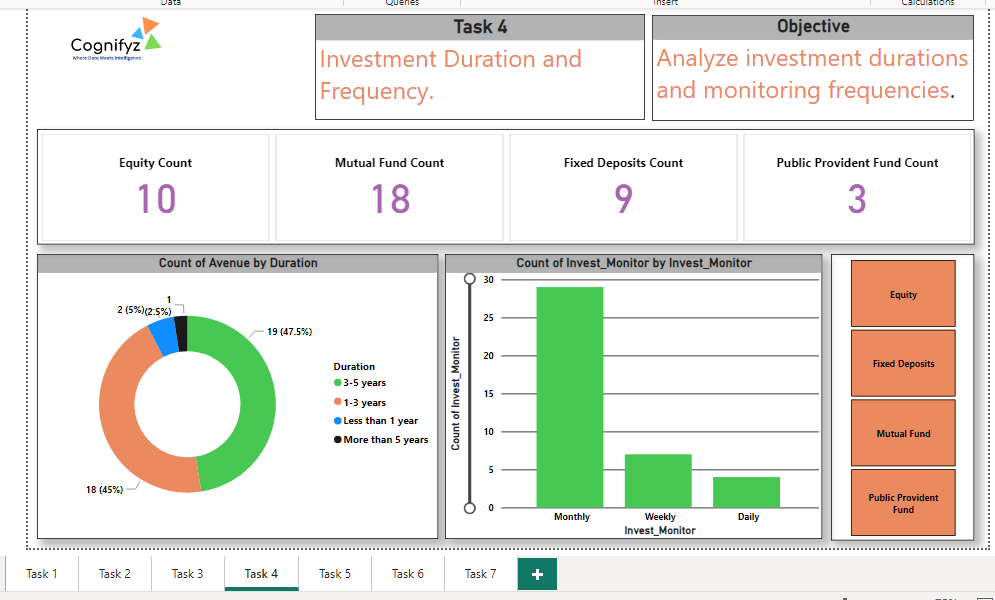 Data
Queries
Insert
Calculations
Cognifyz
Where Data Meets Intelligence
Task 4
Investment Duration and
Frequency.
Objective
Analyze investment durations
and monitoring frequencies.
Equity Count
10
Mutual Fund Count
18
Fixed Deposits Count
9
Public Provident Fund Count
3
Count of Avenue by Duration
1
2 (5%)
(2.5%)
19 (47.5%)
18 (45%)
Duration
3-5 years
1-3 years
Less than 1 year
More than 5 years
Count of Invest_Monitor by Invest_Monitor
Count of Invest_Monitor
30
25
20
15
10
5
0
Monthly
Weekly
Daily
Invest_Monitor
Equity
Fixed Deposits
Mutual Fund
Public Provident
Fund
Task 1
Task 2
Task 3
Task 4
Task 5
Task 6
Task 7
+